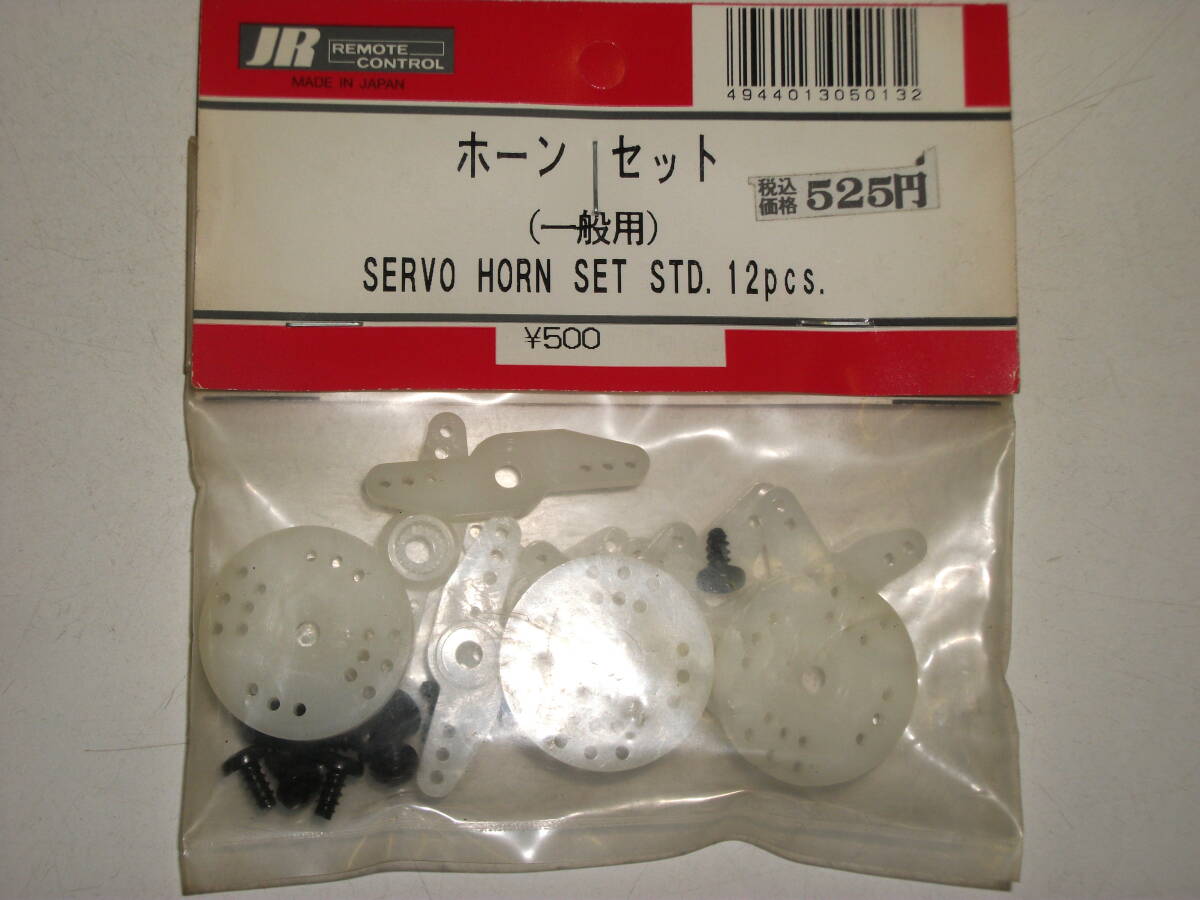 JR REMOTE
CONTROL
MADE IN JAPAN
4944013050132
ホーン セット
税込
価格 525円
(一般用)
SERVO HORN SET STD. 12pcs.
¥500